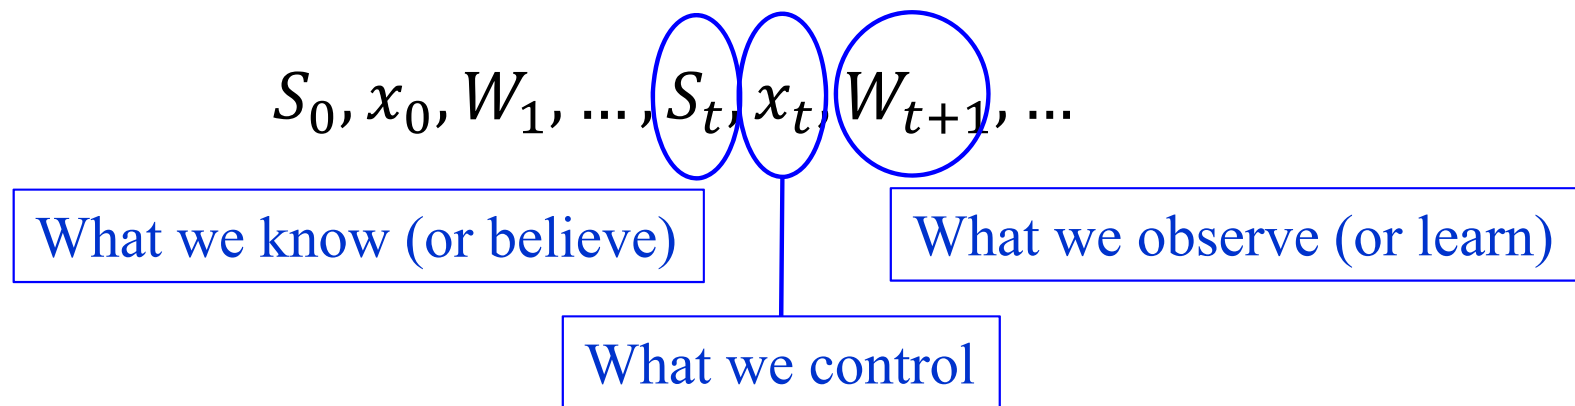 S₀, x₀, W₁, …, Sₜ, xₜ, Wₜ₊₁, …
What we know (or believe)
What we observe (or learn)
What we control